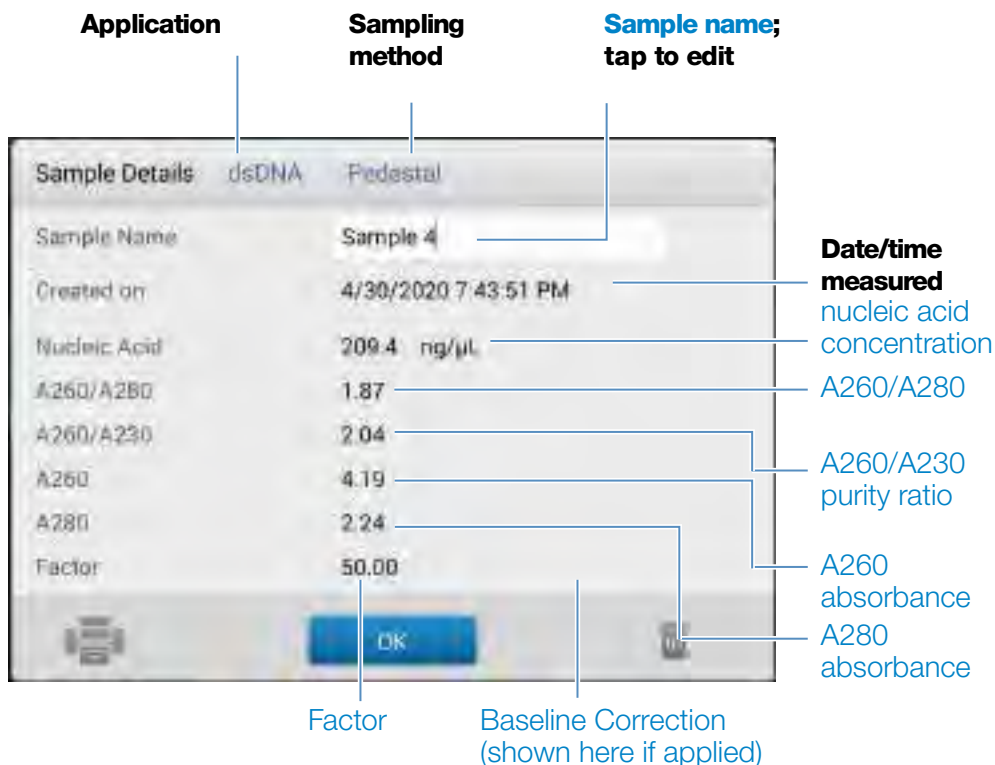 Application
Sampling
method
Sample name;
tap to edit
Sample Details dsDNA Pedestal
Sample Name Sample 4
Created on 4/30/2020 7 43 51 PM
Nucleic Acid 209.4 ng/µL
A260/A280 1.87
A260/A230 2.04
A260 4.19
A280 2.24
Factor 50.00
OK
Date/time
measured
nucleic acid
concentration
A260/A280
A260/A230
purity ratio
A260
absorbance
A280
absorbance
Factor
Baseline Correction
(shown here if applied)